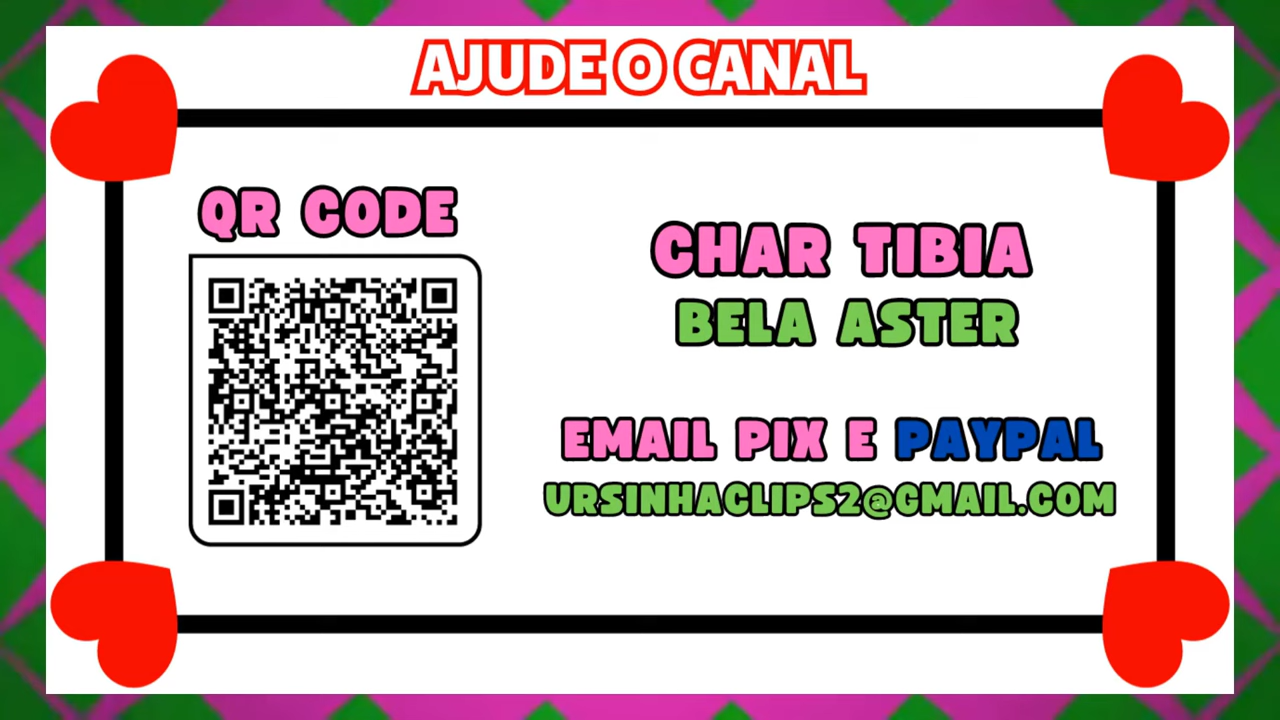 AJUDE O CANAL
QR CODE
CHAR TIBIA
BELA ASTER
EMAIL PIX E PAYPAL
URSINHACLIPS2@GMAIL.COM